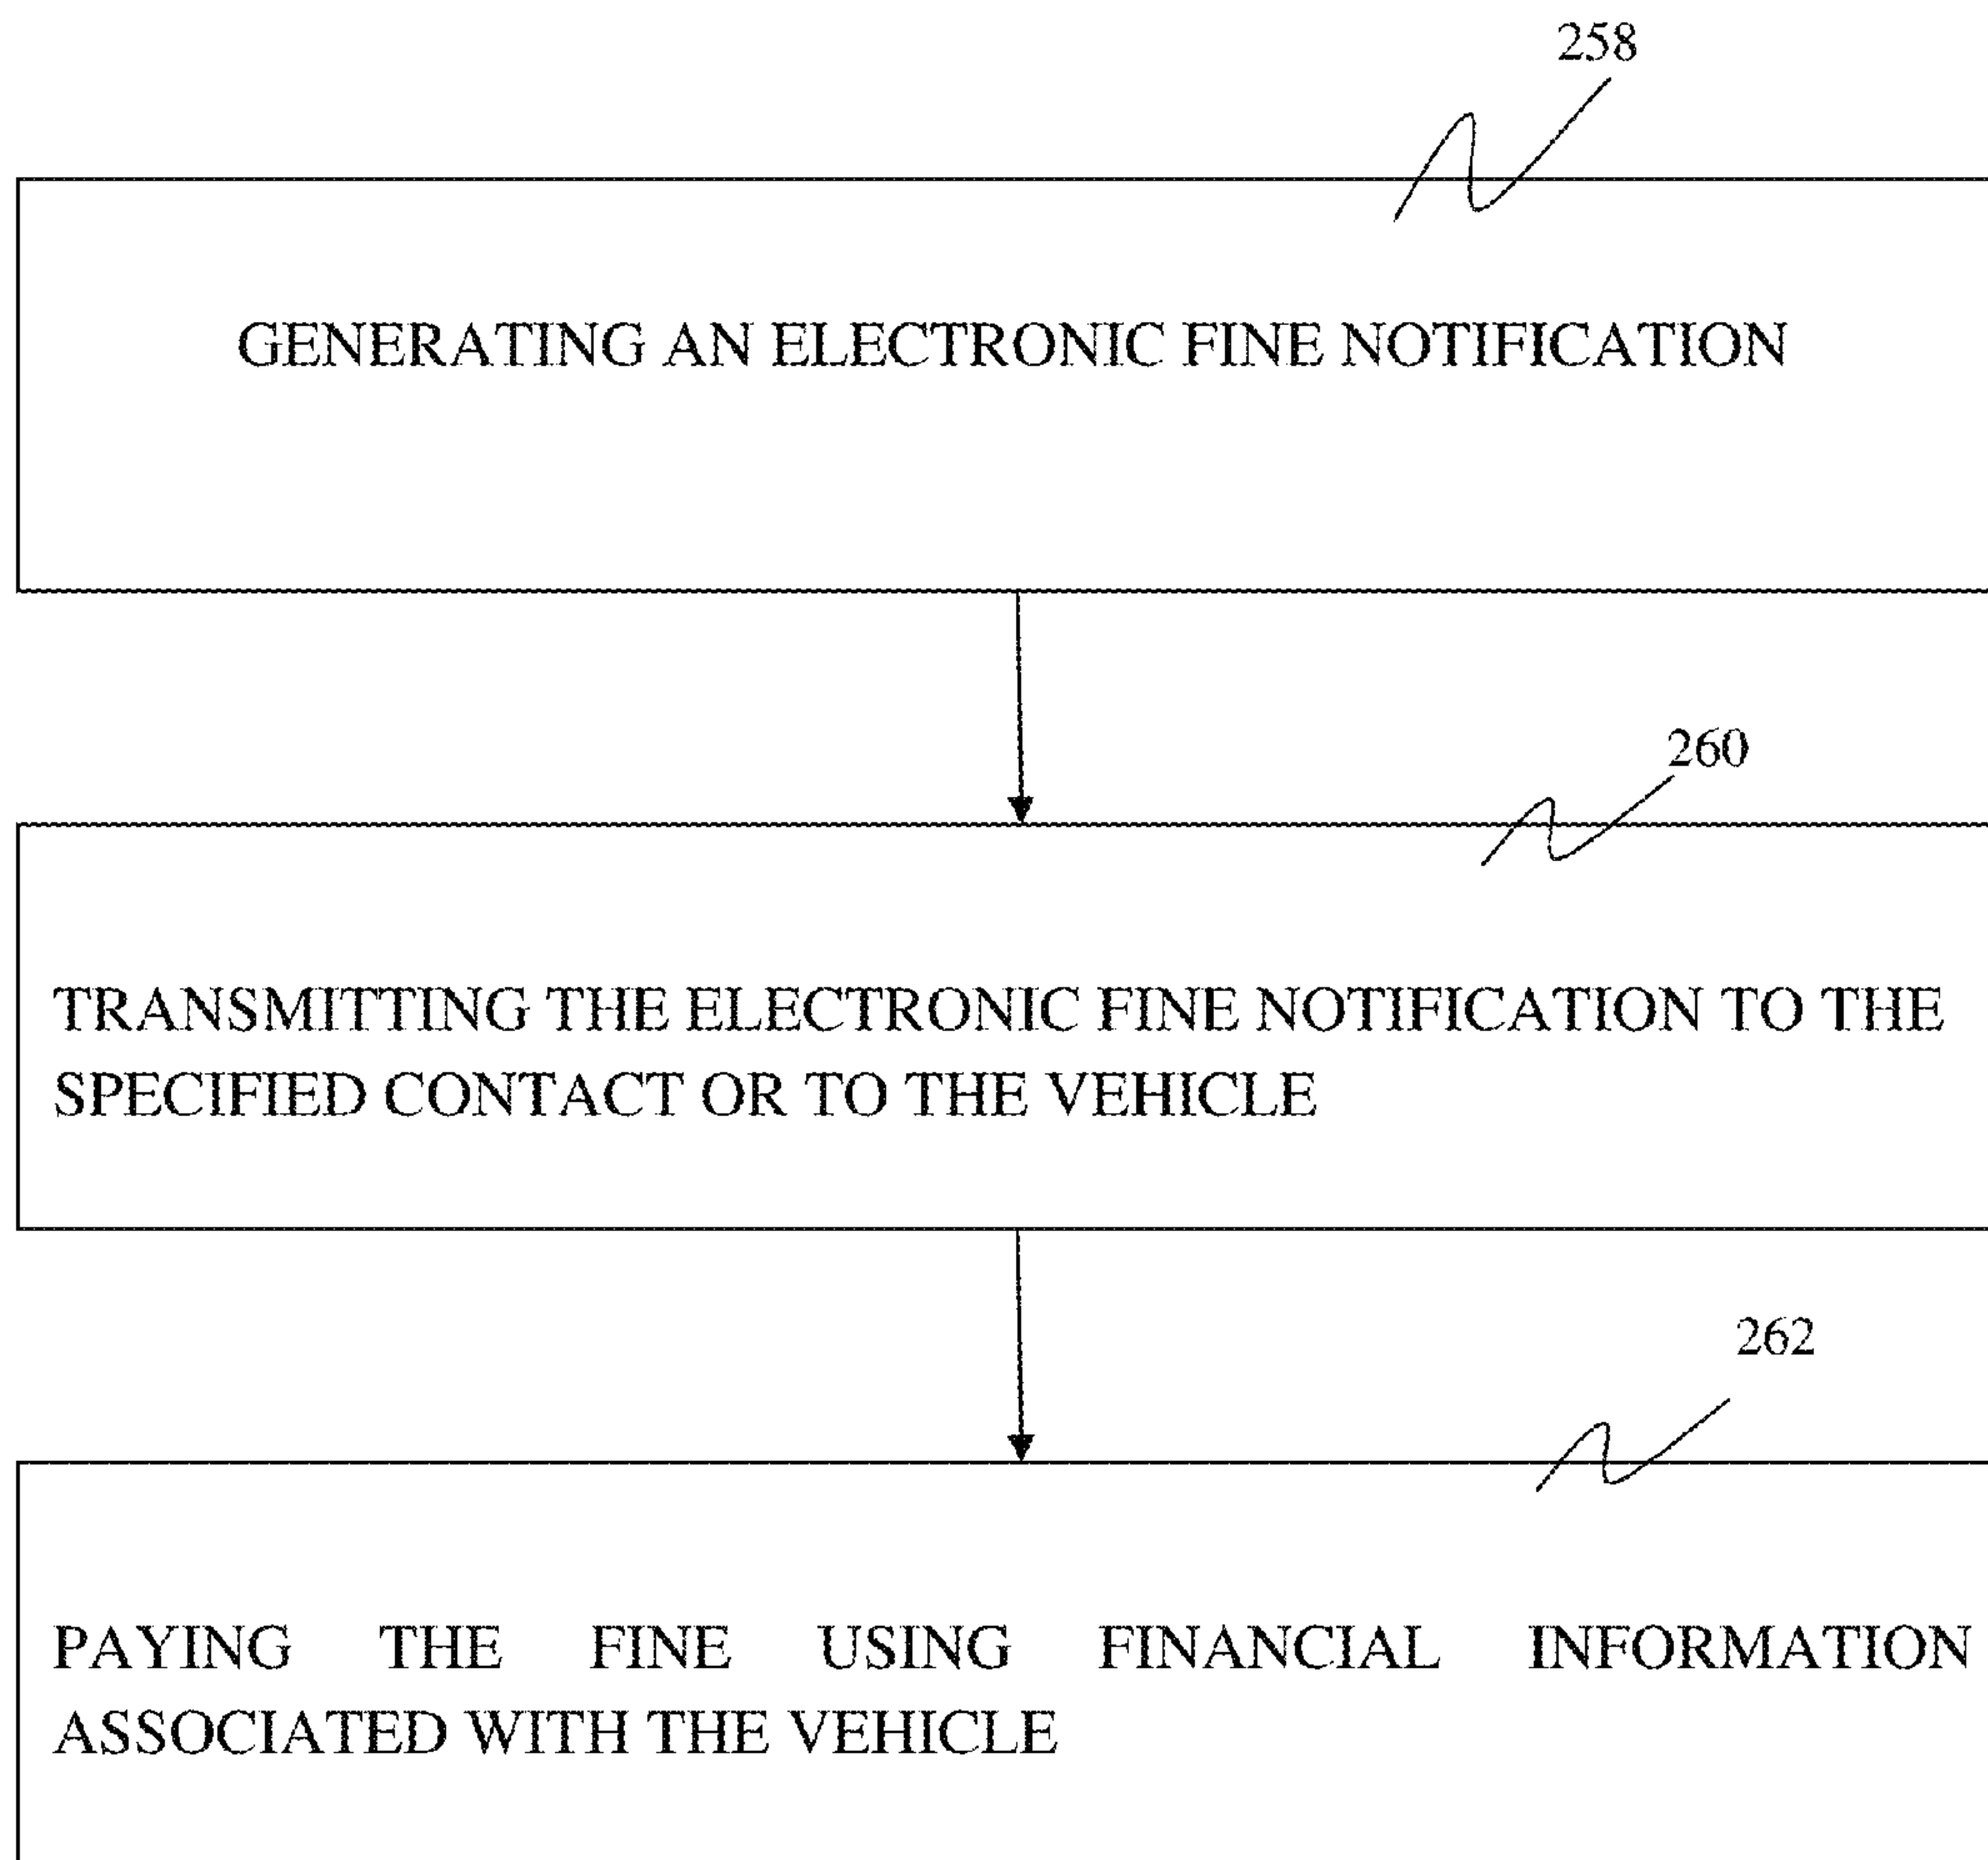 258
GENERATING AN ELECTRONIC FINE NOTIFICATION
260
TRANSMITTING THE ELECTRONIC FINE NOTIFICATION TO THE
SPECIFIED CONTACT OR TO THE VEHICLE
262
PAYING THE FINE USING FINANCIAL INFORMATION
ASSOCIATED WITH THE VEHICLE